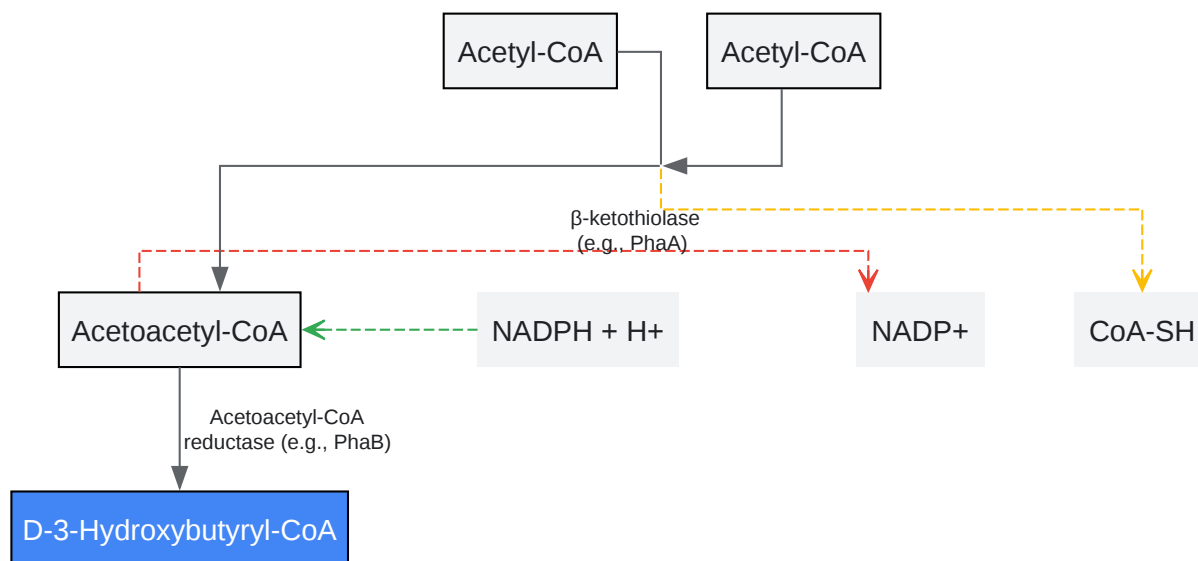 Acetyl-CoA
Acetyl-CoA
β-ketothiolase
(e.g., PhaA)
Acetoacetyl-CoA
NADPH + H+
NADP+
CoA-SH
Acetoacetyl-CoA
reductase (e.g., PhaB)
D-3-Hydroxybutyryl-CoA